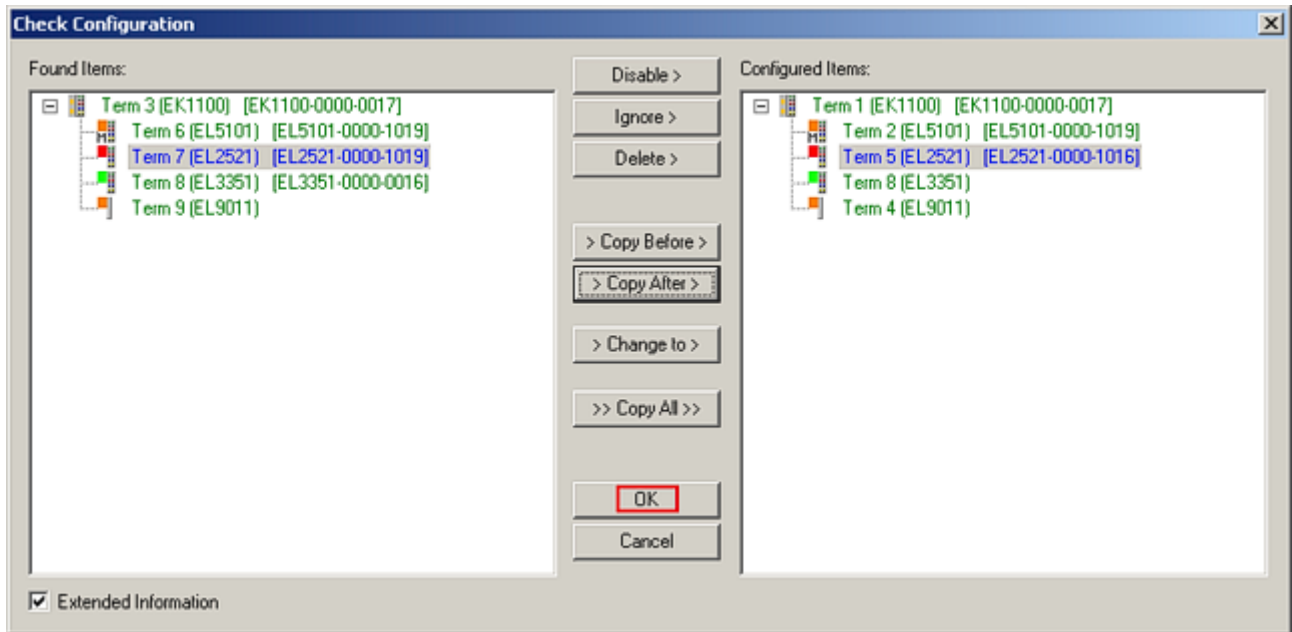 Check Configuration
Found Items:
Term 3 (EK1100) [EK1100-0000-0017]
Term 6 (EL5101) [EL5101-0000-1019]
Term 7 (EL2521) [EL2521-0000-1019]
Term 8 (EL3351) [EL3351-0000-0016]
Term 9 (EL9011)
Disable >
Ignore >
Delete >
> Copy Before >
> Copy After >
> Change to >
>> Copy All >>
OK
Cancel
Configured Items:
Term 1 (EK1100) [EK1100-0000-0017]
Term 2 (EL5101) [EL5101-0000-1019]
Term 5 (EL2521) [EL2521-0000-1016]
Term 8 (EL3351)
Term 4 (EL9011)
Extended Information